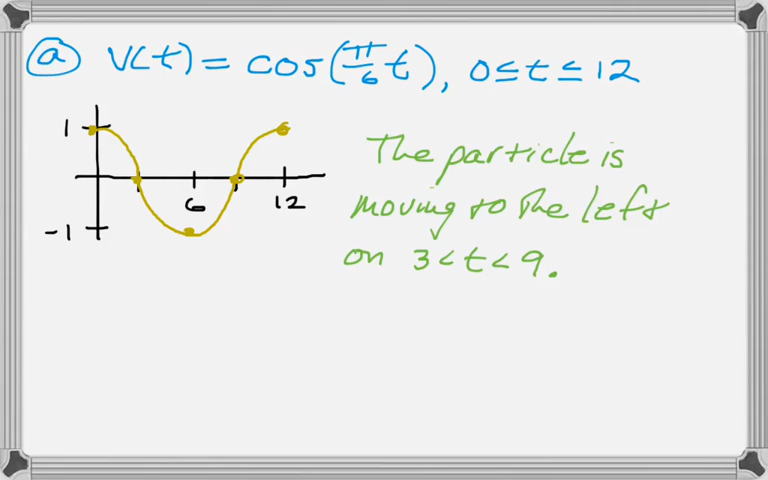 ⓐ v(t) = cos(π/6 t), 0 ≤ t ≤ 12
1
6
12
-1
The particle is
moving to the left
on 3 < t < 9.